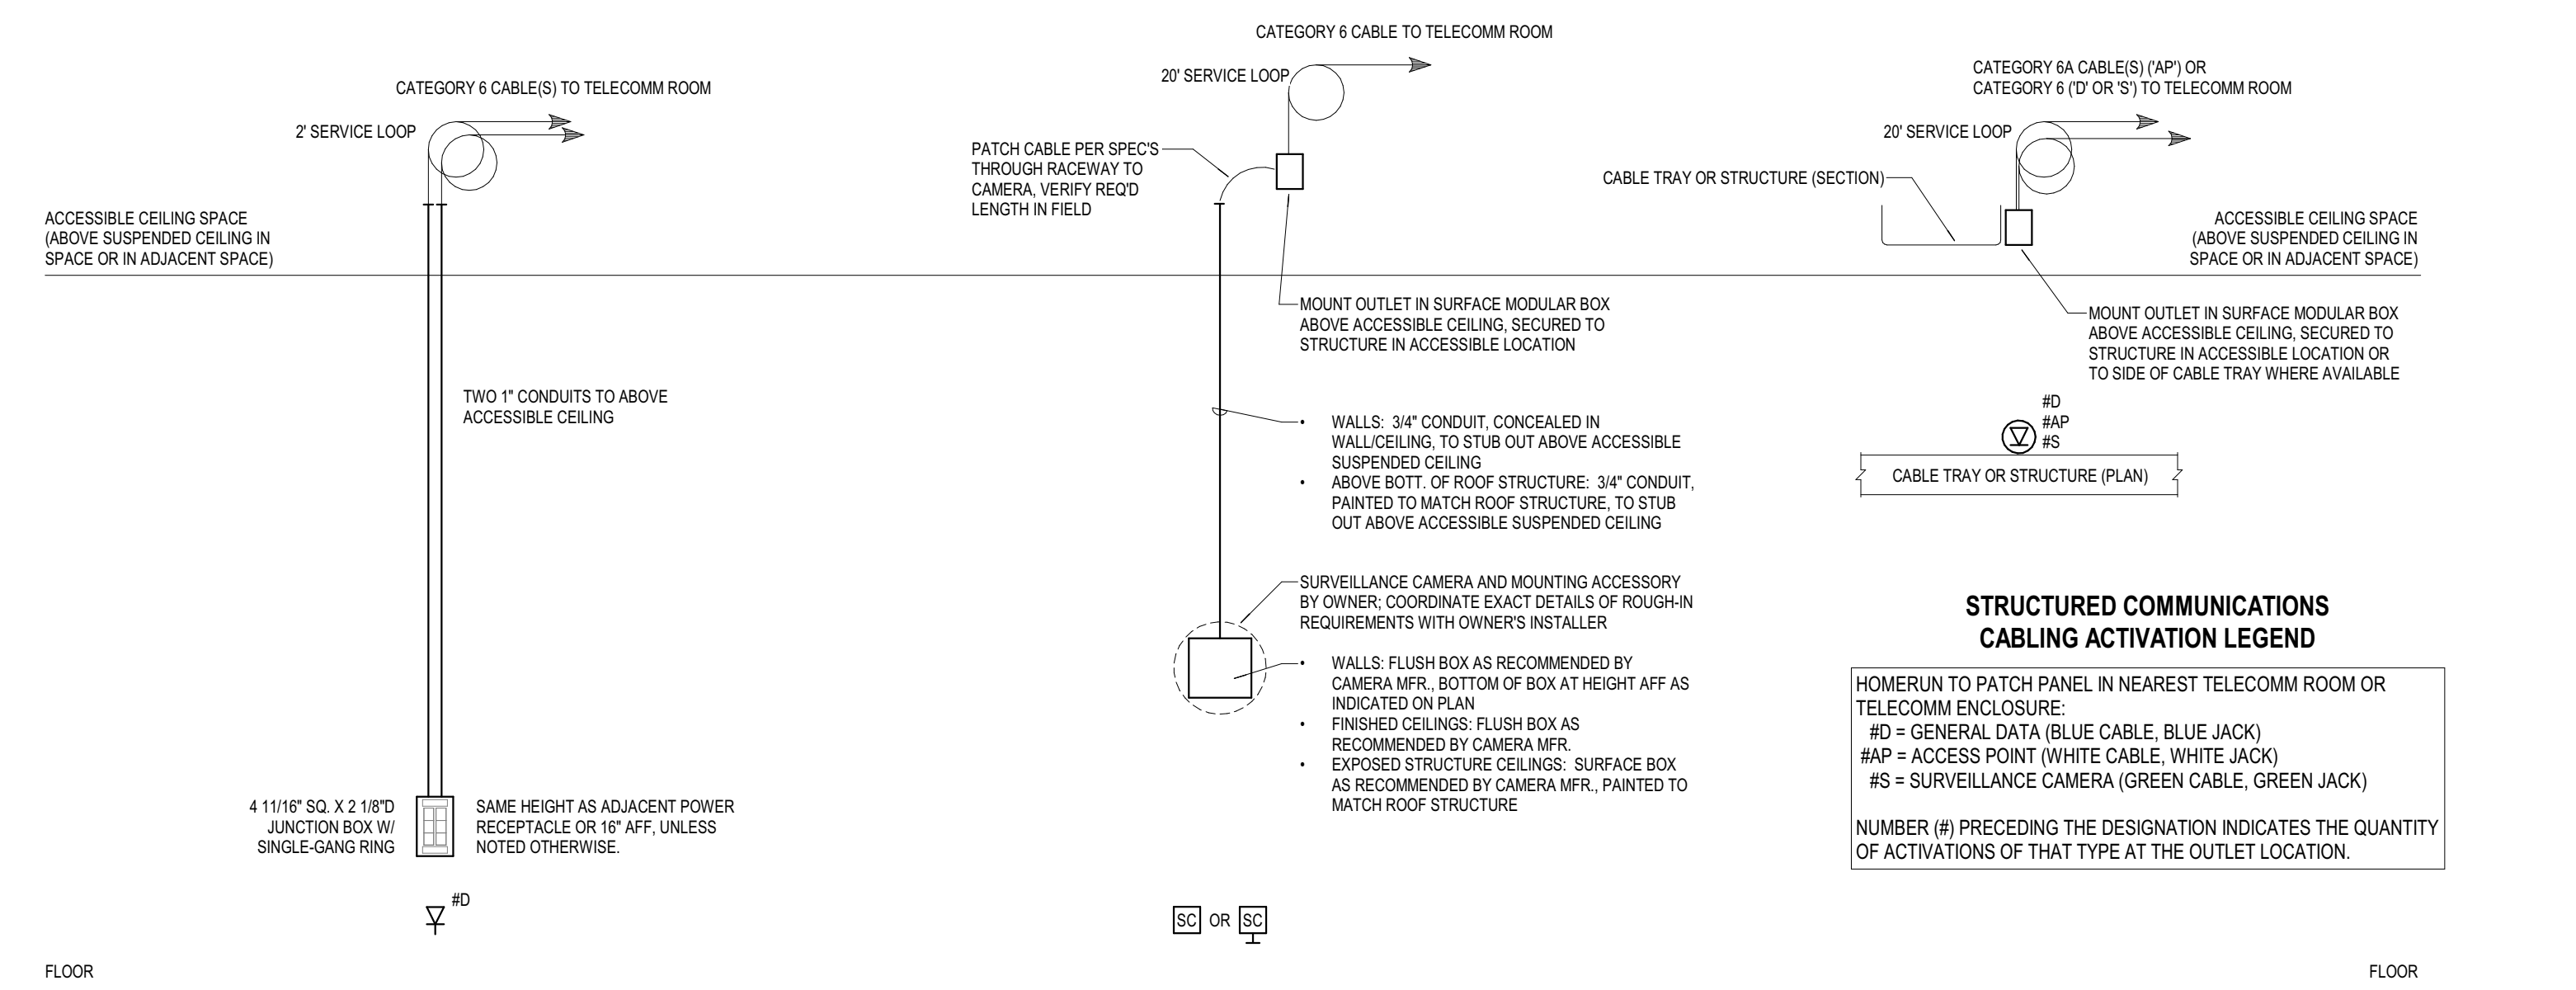 CATEGORY 6 CABLE(S) TO TELECOMM ROOM
2' SERVICE LOOP
ACCESSIBLE CEILING SPACE
(ABOVE SUSPENDED CEILING IN
SPACE OR IN ADJACENT SPACE)
TWO 1" CONDUITS TO ABOVE
ACCESSIBLE CEILING
4 11/16" SQ. X 2 1/8"D
JUNCTION BOX W/
SINGLE-GANG RING
SAME HEIGHT AS ADJACENT POWER
RECEPTACLE OR 16" AFF, UNLESS
NOTED OTHERWISE.
#D
FLOOR
CATEGORY 6 CABLE TO TELECOMM ROOM
20' SERVICE LOOP
PATCH CABLE PER SPEC'S
THROUGH RACEWAY TO
CAMERA, VERIFY REQ'D
LENGTH IN FIELD
MOUNT OUTLET IN SURFACE MODULAR BOX
ABOVE ACCESSIBLE CEILING, SECURED TO
STRUCTURE IN ACCESSIBLE LOCATION
• WALLS: 3/4" CONDUIT, CONCEALED IN
WALL/CEILING, TO STUB OUT ABOVE ACCESSIBLE
SUSPENDED CEILING
• ABOVE BOTT. OF ROOF STRUCTURE: 3/4" CONDUIT,
PAINTED TO MATCH ROOF STRUCTURE, TO STUB
OUT ABOVE ACCESSIBLE SUSPENDED CEILING
SURVEILLANCE CAMERA AND MOUNTING ACCESSORY
BY OWNER; COORDINATE EXACT DETAILS OF ROUGH-IN
REQUIREMENTS WITH OWNER'S INSTALLER
• WALLS: FLUSH BOX AS RECOMMENDED BY
CAMERA MFR., BOTTOM OF BOX AT HEIGHT AFF AS
INDICATED ON PLAN
• FINISHED CEILINGS: FLUSH BOX AS
RECOMMENDED BY CAMERA MFR.
• EXPOSED STRUCTURE CEILINGS: SURFACE BOX
AS RECOMMENDED BY CAMERA MFR., PAINTED TO
MATCH ROOF STRUCTURE
SC OR SC
CATEGORY 6A CABLE(S) ('AP') OR
CATEGORY 6 ('D' OR 'S') TO TELECOMM ROOM
20' SERVICE LOOP
CABLE TRAY OR STRUCTURE (SECTION)
ACCESSIBLE CEILING SPACE
(ABOVE SUSPENDED CEILING IN
SPACE OR IN ADJACENT SPACE)
MOUNT OUTLET IN SURFACE MODULAR BOX
ABOVE ACCESSIBLE CEILING, SECURED TO
STRUCTURE IN ACCESSIBLE LOCATION OR
TO SIDE OF CABLE TRAY WHERE AVAILABLE
#D
#AP
#S
CABLE TRAY OR STRUCTURE (PLAN)
STRUCTURED COMMUNICATIONS
CABLING ACTIVATION LEGEND
HOMERUN TO PATCH PANEL IN NEAREST TELECOMM ROOM OR
TELECOMM ENCLOSURE:
#D = GENERAL DATA (BLUE CABLE, BLUE JACK)
#AP = ACCESS POINT (WHITE CABLE, WHITE JACK)
#S = SURVEILLANCE CAMERA (GREEN CABLE, GREEN JACK)
NUMBER (#) PRECEDING THE DESIGNATION INDICATES THE QUANTITY
OF ACTIVATIONS OF THAT TYPE AT THE OUTLET LOCATION.
FLOOR